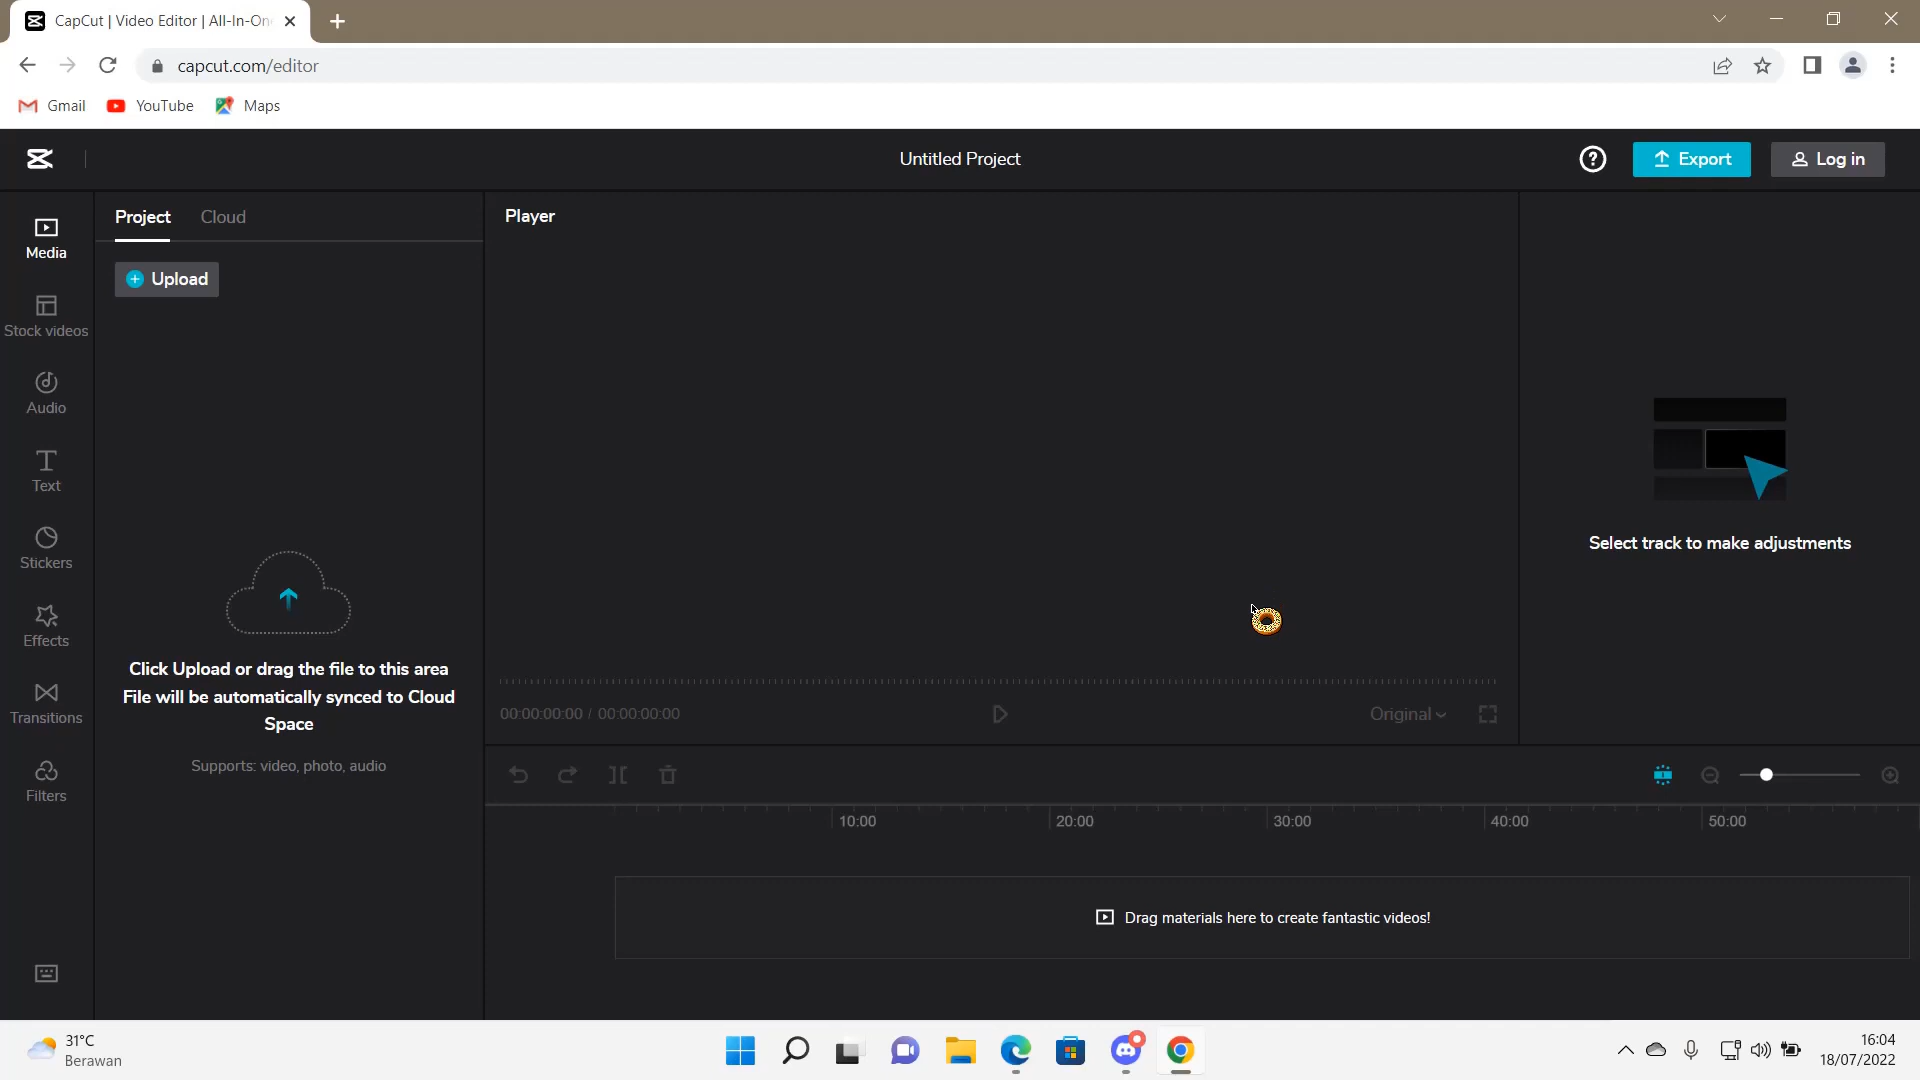 CapCut | Video Editor | All-In-On
capcut.com/editor
Gmail
YouTube
Maps
Untitled Project
Export
Log in
Media
Stock videos
Audio
Text
Stickers
Effects
Transitions
Filters
Project
Cloud
Upload
Click Upload or drag the file to this area
File will be automatically synced to Cloud
Space
Supports: video, photo, audio
Player
00:00:00:00 / 00:00:00:00
Original
Select track to make adjustments
10:00
20:00
30:00
40:00
50:00
Drag materials here to create fantastic videos!
31°C
Berawan
16:04
18/07/2022